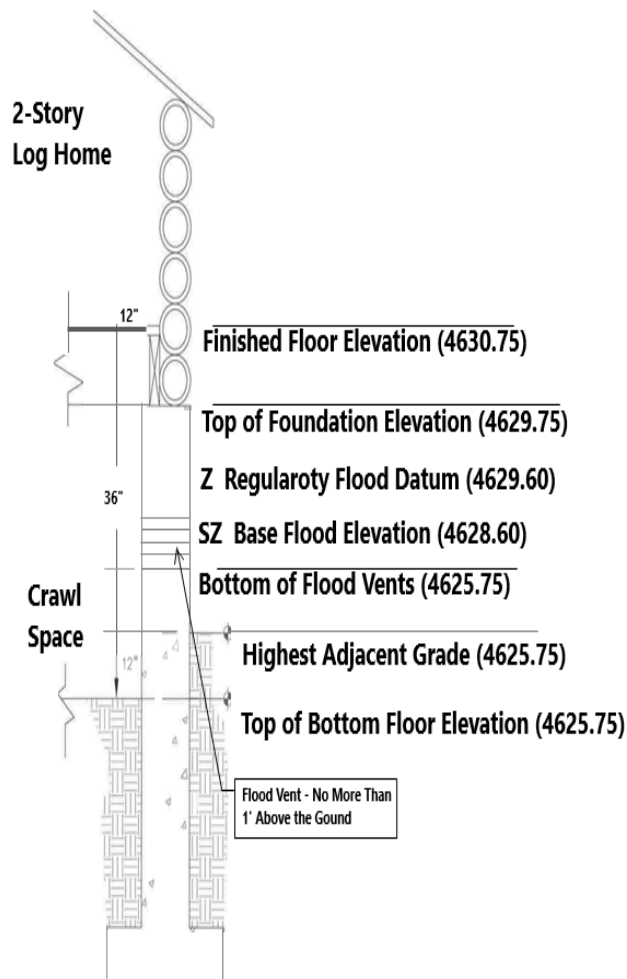 2-Story
Log Home
12"
Finished Floor Elevation (4630.75)
Top of Foundation Elevation (4629.75)
Z Regularoty Flood Datum (4629.60)
36"
SZ Base Flood Elevation (4628.60)
Bottom of Flood Vents (4625.75)
Crawl
Space
12"
Highest Adjacent Grade (4625.75)
Top of Bottom Floor Elevation (4625.75)
Flood Vent - No More Than
1' Above the Gound